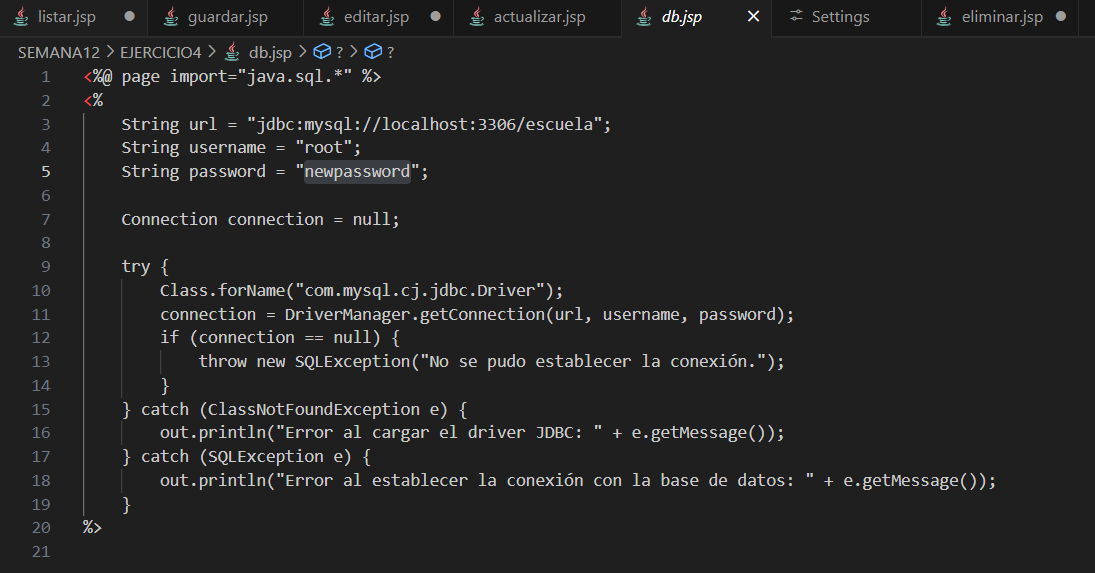 listar.jsp guardar.jsp editar.jsp actualizar.jsp db.jsp Settings eliminar.jsp
SEMANA12 > EJERCICIO4 > db.jsp > ? > ?
1 <%@ page import="java.sql.*" %>
2 <%
3 String url = "jdbc:mysql://localhost:3306/escuela";
4 String username = "root";
5 String password = "newpassword";
6
7 Connection connection = null;
8
9 try {
10 Class.forName("com.mysql.cj.jdbc.Driver");
11 connection = DriverManager.getConnection(url, username, password);
12 if (connection == null) {
13 throw new SQLException("No se pudo establecer la conexión.");
14 }
15 } catch (ClassNotFoundException e) {
16 out.println("Error al cargar el driver JDBC: " + e.getMessage());
17 } catch (SQLException e) {
18 out.println("Error al establecer la conexión con la base de datos: " + e.getMessage());
19 }
20 %>
21